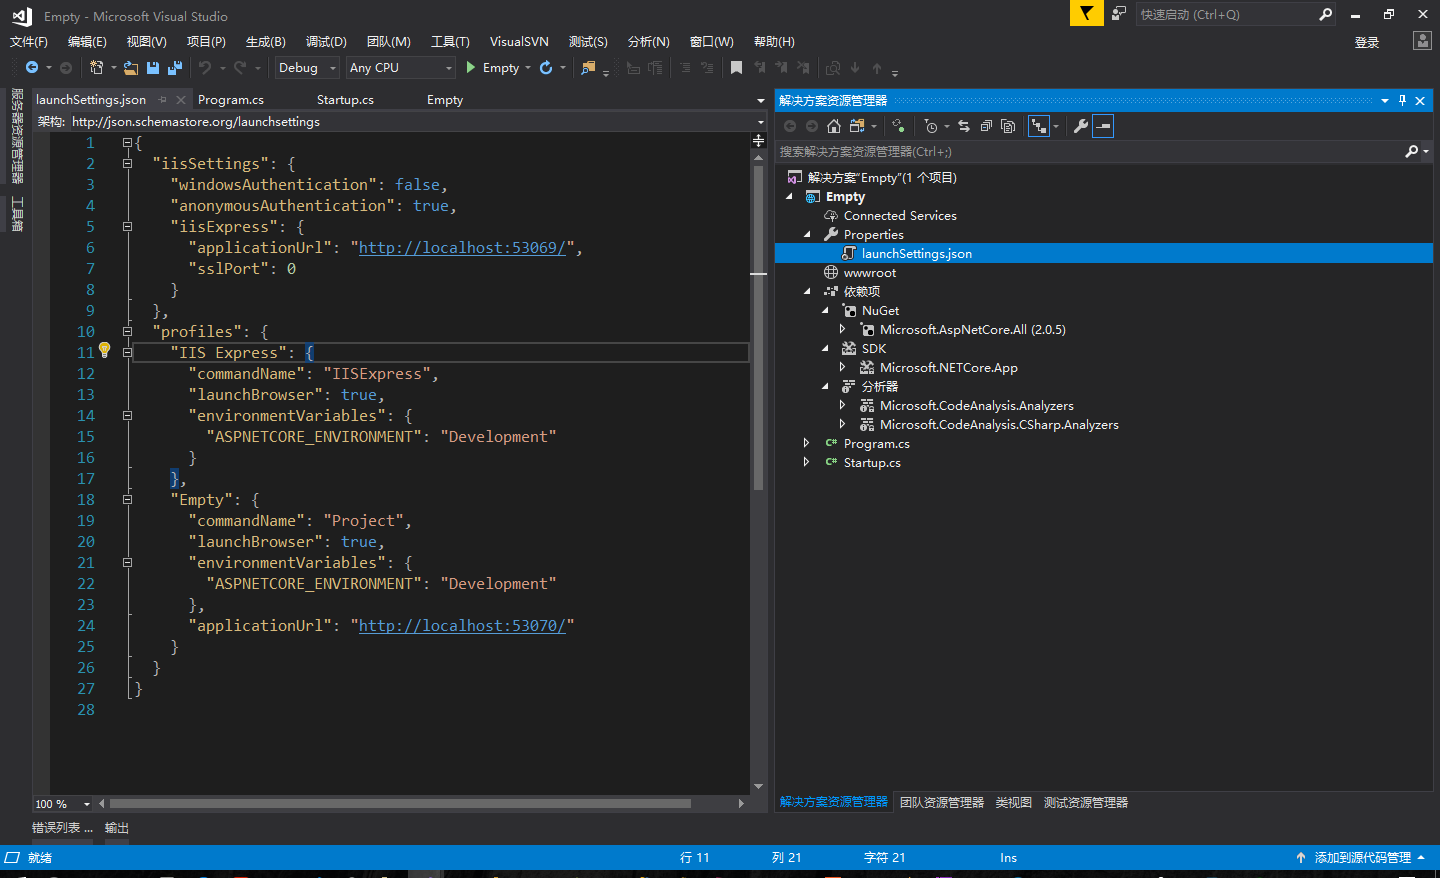 Empty - Microsoft Visual Studio
快速启动 (Ctrl+Q)
文件(F) 编辑(E) 视图(V) 项目(P) 生成(B) 调试(D) 团队(M) 工具(T) VisualSVN 测试(S) 分析(N) 窗口(W) 帮助(H)
登录
Debug Any CPU Empty
服务器资源管理器
工具箱
launchSettings.json Program.cs Startup.cs Empty
架构: http://json.schemastore.org/launchsettings
1 {
2 "iisSettings": {
3 "windowsAuthentication": false,
4 "anonymousAuthentication": true,
5 "iisExpress": {
6 "applicationUrl": "http://localhost:53069/",
7 "sslPort": 0
8 }
9 },
10 "profiles": {
11 "IIS Express": {
12 "commandName": "IISExpress",
13 "launchBrowser": true,
14 "environmentVariables": {
15 "ASPNETCORE_ENVIRONMENT": "Development"
16 }
17 },
18 "Empty": {
19 "commandName": "Project",
20 "launchBrowser": true,
21 "environmentVariables": {
22 "ASPNETCORE_ENVIRONMENT": "Development"
23 },
24 "applicationUrl": "http://localhost:53070/"
25 }
26 }
27 }
28
100 %
解决方案资源管理器
搜索解决方案资源管理器(Ctrl+;)
解决方案"Empty"(1 个项目)
Empty
Connected Services
Properties
launchSettings.json
wwwroot
依赖项
NuGet
Microsoft.AspNetCore.All (2.0.5)
SDK
Microsoft.NETCore.App
分析器
Microsoft.CodeAnalysis.Analyzers
Microsoft.CodeAnalysis.CSharp.Analyzers
C# Program.cs
C# Startup.cs
解决方案资源管理器 团队资源管理器 类视图 测试资源管理器
错误列表 ... 输出
就绪 行 11 列 21 字符 21 Ins 添加到源代码管理